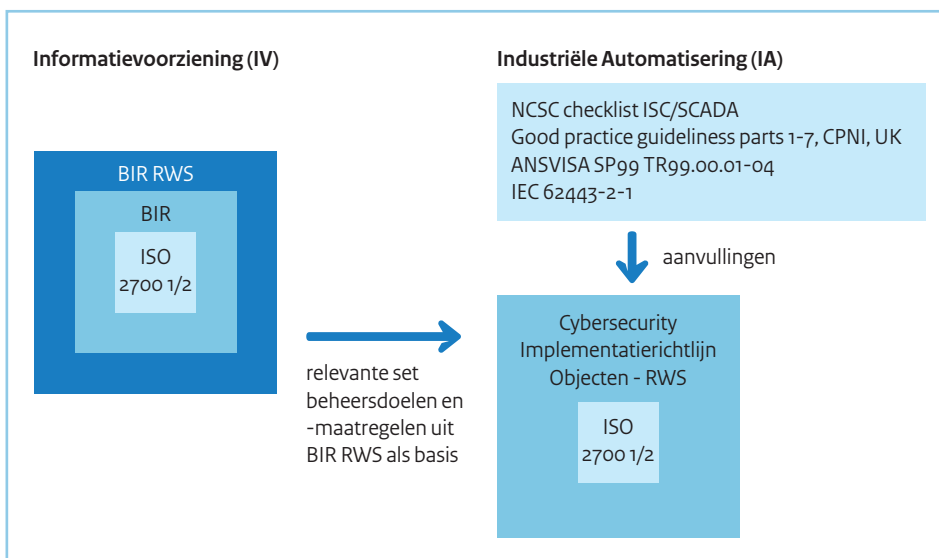 Informatievoorziening (IV)
BIR RWS
BIR
ISO
2700 1/2
relevante set
beheersdoelen en
-maatregelen uit
BIR RWS als basis
Industriële Automatisering (IA)
NCSC checklist ISC/SCADA
Good practice guideliness parts 1-7, CPNI, UK
ANSVISA SP99 TR99.00.01-04
IEC 62443-2-1
aanvullingen
Cybersecurity
Implementatierichtlijn
Objecten - RWS
ISO
2700 1/2